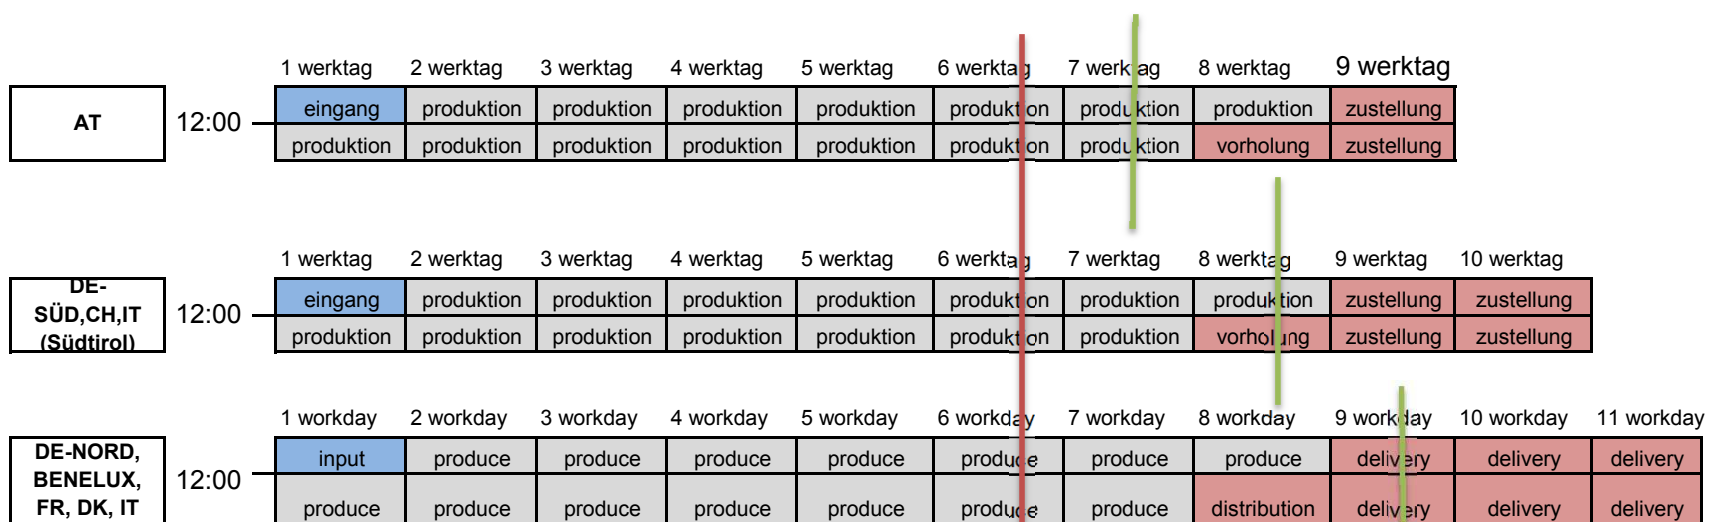 1 werktag 2 werktag 3 werktag 4 werktag 5 werktag 6 werktag 7 werktag 8 werktag 9 werktag
AT 12:00 eingang produktion produktion produktion produktion produktion produktion produktion zustellung
produktion produktion produktion produktion produktion produktion produktion vorholung zustellung
1 werktag 2 werktag 3 werktag 4 werktag 5 werktag 6 werktag 7 werktag 8 werktag 9 werktag 10 werktag
DE-
SÜD,CH,IT
(Südtirol)
12:00 eingang produktion produktion produktion produktion produktion produktion produktion zustellung zustellung
produktion produktion produktion produktion produktion produktion produktion vorholung zustellung zustellung
1 workday 2 workday 3 workday 4 workday 5 workday 6 workday 7 workday 8 workday 9 workday 10 workday 11 workday
DE-NORD,
BENELUX,
FR, DK, IT
12:00 input produce produce produce produce produce produce produce delivery delivery delivery
produce produce produce produce produce produce produce distribution delivery delivery delivery